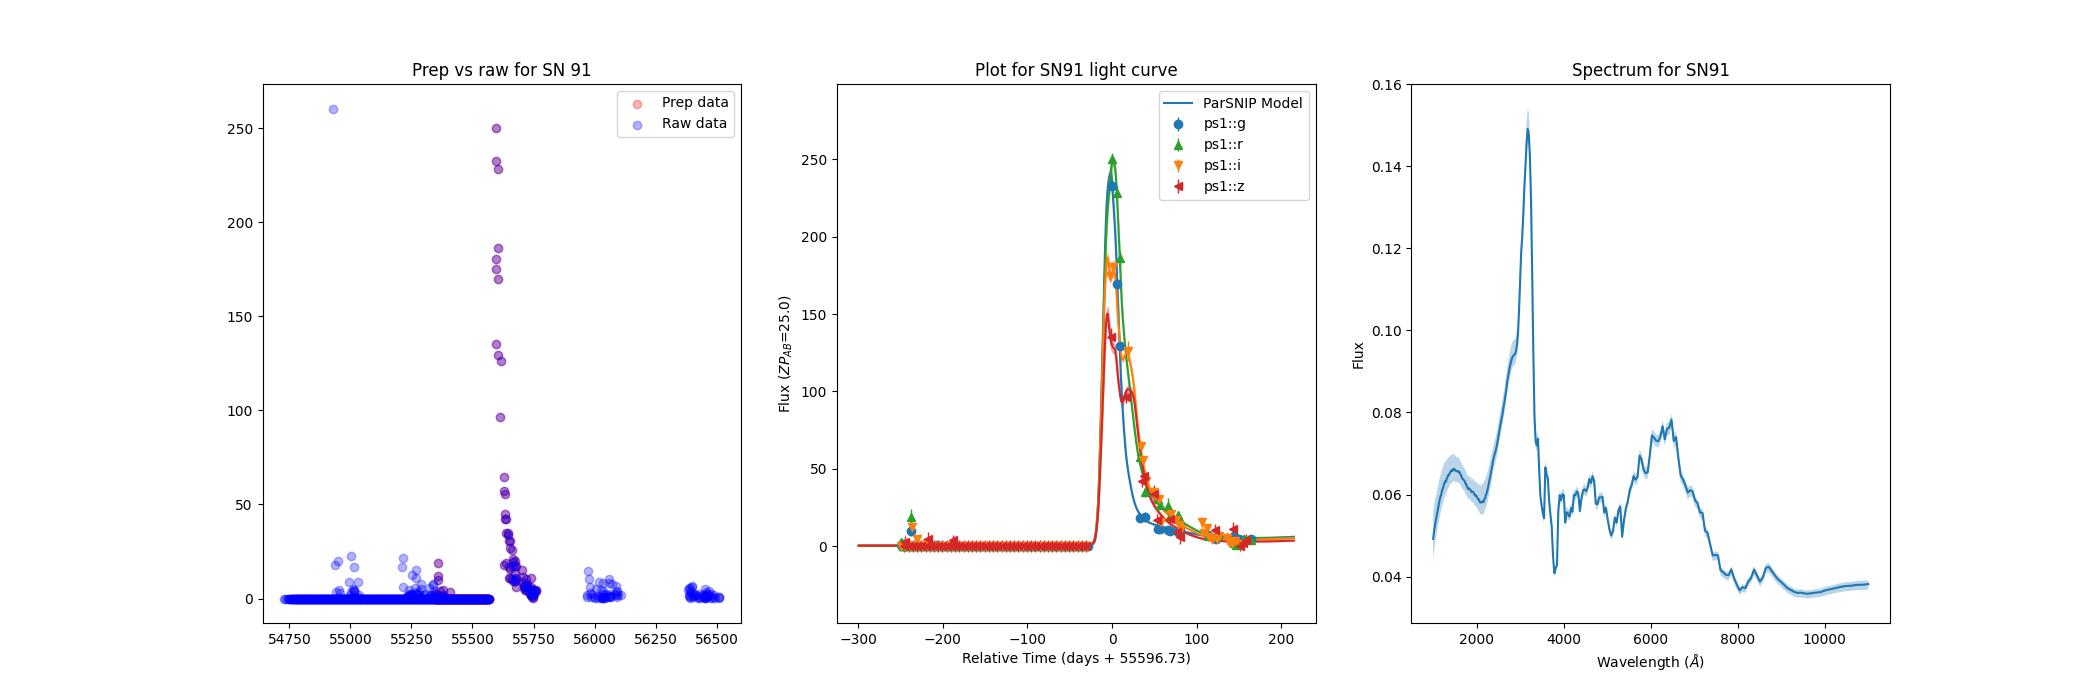 Prep vs raw for SN 91
Prep data
Raw data
250
200
150
100
50
0
54750
55000
55250
55500
55750
56000
56250
56500
Plot for SN91 light curve
ParSNIP Model
ps1::g
ps1::r
ps1::i
ps1::z
Flux (ZP_AB=25.0)
250
200
150
100
50
0
−300
−200
−100
0
100
200
Relative Time (days + 55596.73)
Spectrum for SN91
Flux
0.16
0.14
0.12
0.10
0.08
0.06
0.04
2000
4000
6000
8000
10000
Wavelength (Å)